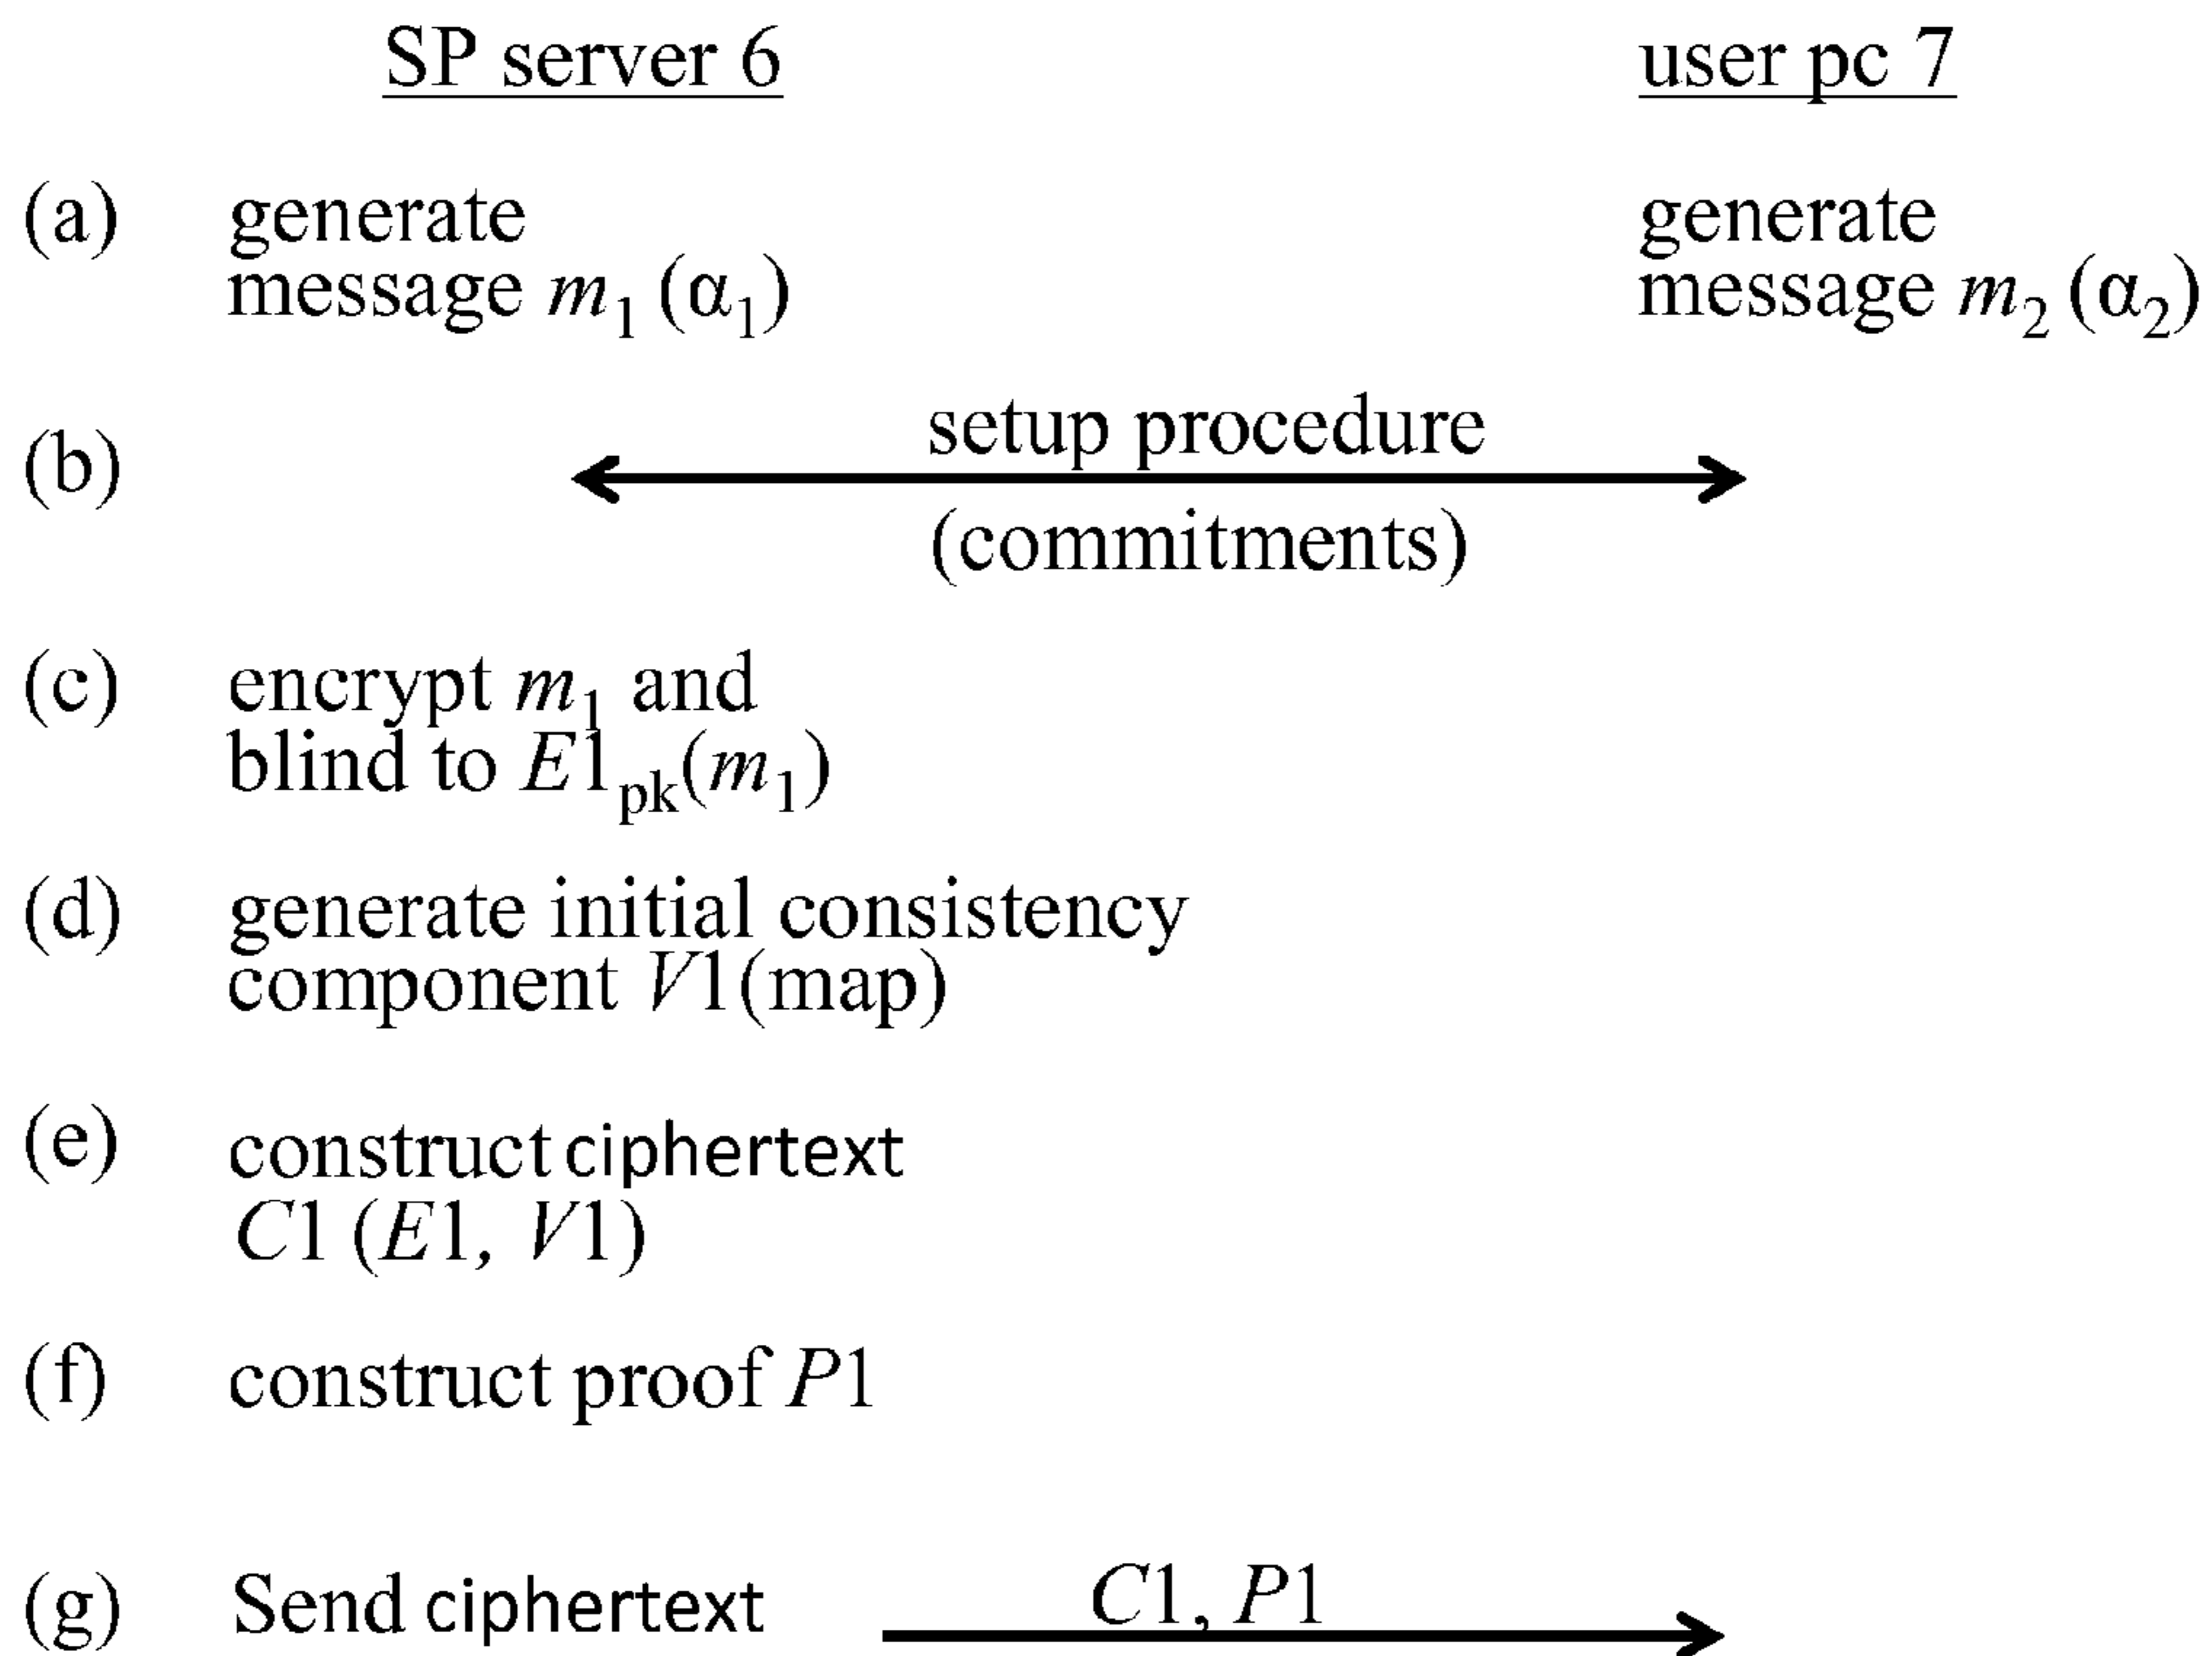 SP server 6 user pc 7
(a) generate generate
message m₁ (α₁) message m₂ (α₂)
setup procedure
(b)
(commitments)
(c) encrypt m₁ and
blind to E1pk(m₁)
(d) generate initial consistency
component V1(map)
(e) construct ciphertext
C1 (E1, V1)
(f) construct proof P1
(g) Send ciphertext C1, P1